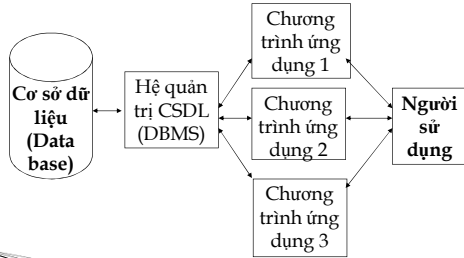 Cơ sở dữ
liệu
(Data
base)
Hệ quản
trị CSDL
(DBMS)
Chương
trình ứng
dụng 1
Chương
trình ứng
dụng 2
Chương
trình ứng
dụng 3
Người
sử
dụng